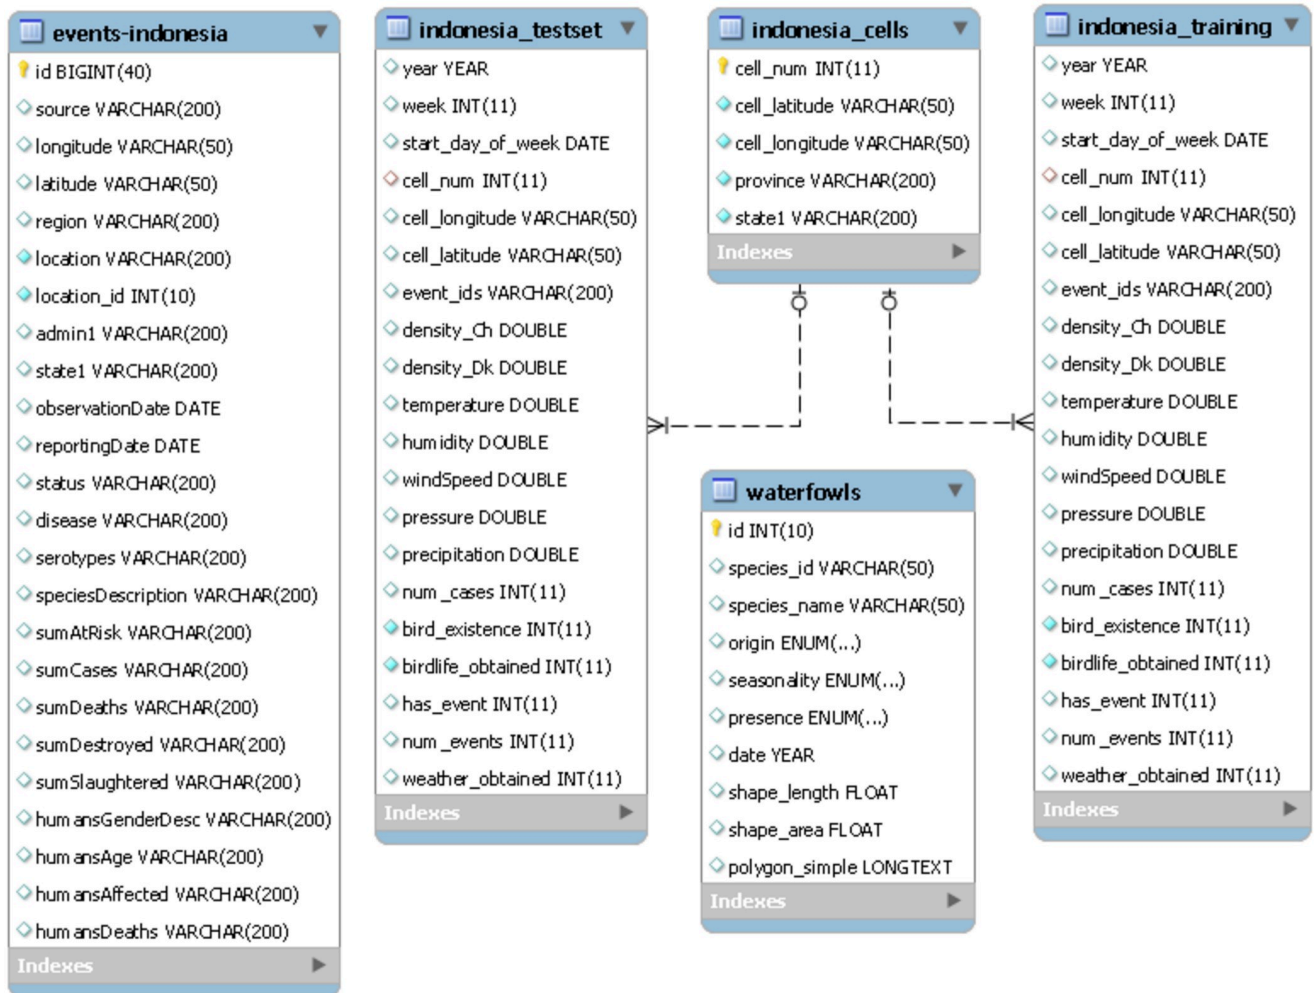 events-indonesia
id BIGINT(40)
source VARCHAR(200)
longitude VARCHAR(50)
latitude VARCHAR(50)
region VARCHAR(200)
location VARCHAR(200)
location_id INT(10)
admin1 VARCHAR(200)
state1 VARCHAR(200)
observationDate DATE
reportingDate DATE
status VARCHAR(200)
disease VARCHAR(200)
serotypes VARCHAR(200)
speciesDescription VARCHAR(200)
sumAtRisk VARCHAR(200)
sumCases VARCHAR(200)
sumDeaths VARCHAR(200)
sumDestroyed VARCHAR(200)
sumSlaughtered VARCHAR(200)
humansGenderDesc VARCHAR(200)
humansAge VARCHAR(200)
humansAffected VARCHAR(200)
humansDeaths VARCHAR(200)
Indexes
indonesia_testset
year YEAR
week INT(11)
start_day_of_week DATE
cell_num INT(11)
cell_longitude VARCHAR(50)
cell_latitude VARCHAR(50)
event_ids VARCHAR(200)
density_Ch DOUBLE
density_Dk DOUBLE
temperature DOUBLE
humidity DOUBLE
windSpeed DOUBLE
pressure DOUBLE
precipitation DOUBLE
num_cases INT(11)
bird_existence INT(11)
birdlife_obtained INT(11)
has_event INT(11)
num_events INT(11)
weather_obtained INT(11)
Indexes
indonesia_cells
cell_num INT(11)
cell_latitude VARCHAR(50)
cell_longitude VARCHAR(50)
province VARCHAR(200)
state1 VARCHAR(200)
Indexes
waterfowls
id INT(10)
species_id VARCHAR(50)
species_name VARCHAR(50)
origin ENUM(...)
seasonality ENUM(...)
presence ENUM(...)
date YEAR
shape_length FLOAT
shape_area FLOAT
polygon_simple LONGTEXT
Indexes
indonesia_training
year YEAR
week INT(11)
start_day_of_week DATE
cell_num INT(11)
cell_longitude VARCHAR(50)
cell_latitude VARCHAR(50)
event_ids VARCHAR(200)
density_Ch DOUBLE
density_Dk DOUBLE
temperature DOUBLE
humidity DOUBLE
windSpeed DOUBLE
pressure DOUBLE
precipitation DOUBLE
num_cases INT(11)
bird_existence INT(11)
birdlife_obtained INT(11)
has_event INT(11)
num_events INT(11)
weather_obtained INT(11)
Indexes